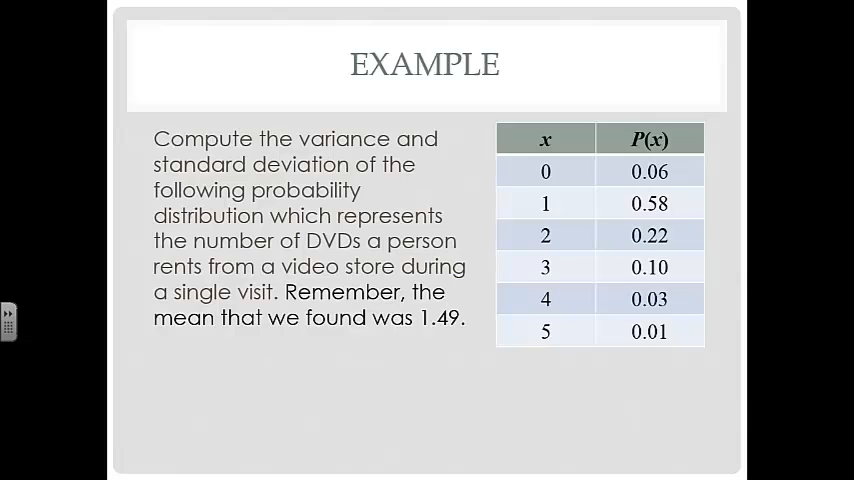 EXAMPLE
Compute the variance and
standard deviation of the
following probability
distribution which represents
the number of DVDs a person
rents from a video store during
a single visit. Remember, the
mean that we found was 1.49.
x P(x)
0 0.06
1 0.58
2 0.22
3 0.10
4 0.03
5 0.01